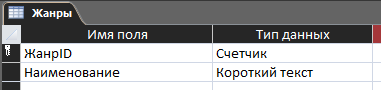 Жанры
Имя поля Тип данных
ЖанрID Счетчик
Наименование Короткий текст